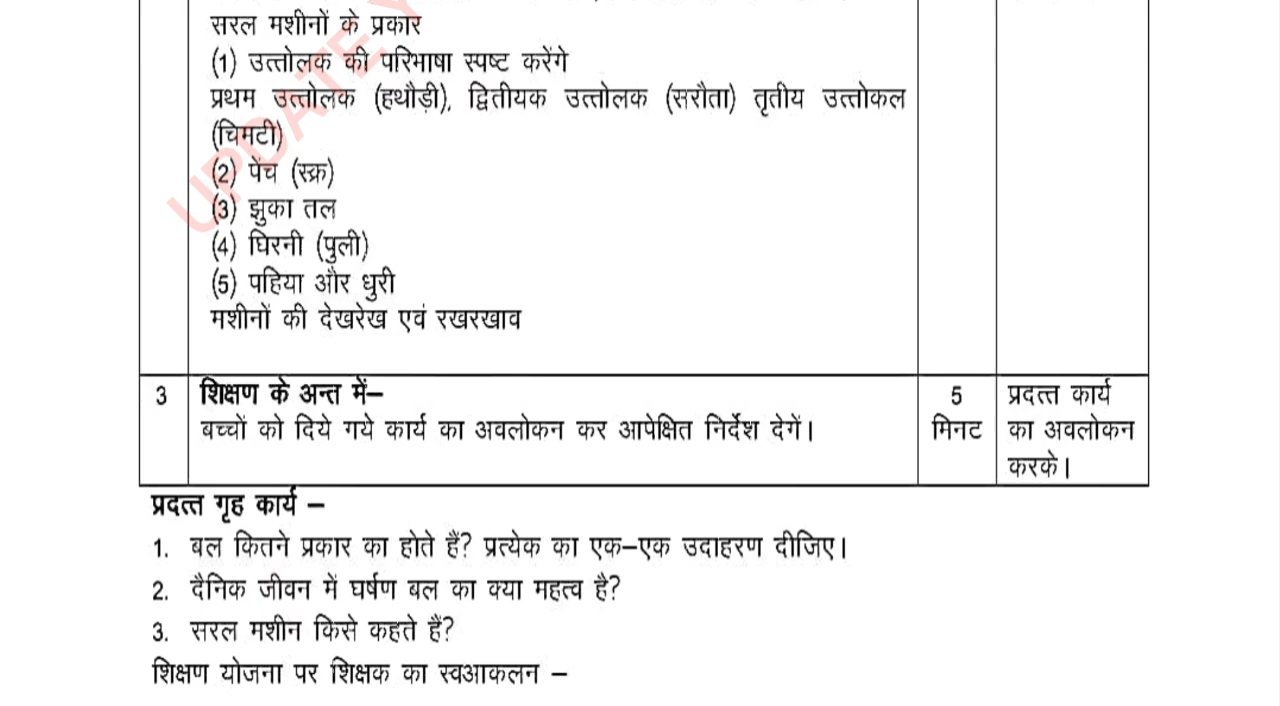 सरल मशीनों के प्रकार
(1) उत्तोलक की परिभाषा स्पष्ट करेंगे
प्रथम उत्तोलक (हथौड़ी), द्वितीयक उत्तोलक (सरौता) तृतीय उत्तोकल
(चिमटी)
(2) पेंच (स्क्र)
(3) झुका तल
(4) घिरनी (पुली)
(5) पहिया और धुरी
मशीनों की देखरेख एवं रखरखाव
3 शिक्षण के अन्त में– 5 प्रदत्त कार्य
बच्चों को दिये गये कार्य का अवलोकन कर आपेक्षित निर्देश देगें। मिनट का अवलोकन
करके।
प्रदत्त गृह कार्य –
1. बल कितने प्रकार का होते हैं? प्रत्येक का एक–एक उदाहरण दीजिए।
2. दैनिक जीवन में घर्षण बल का क्या महत्व है?
3. सरल मशीन किसे कहते हैं?
शिक्षण योजना पर शिक्षक का स्वआकलन –
UPDATE